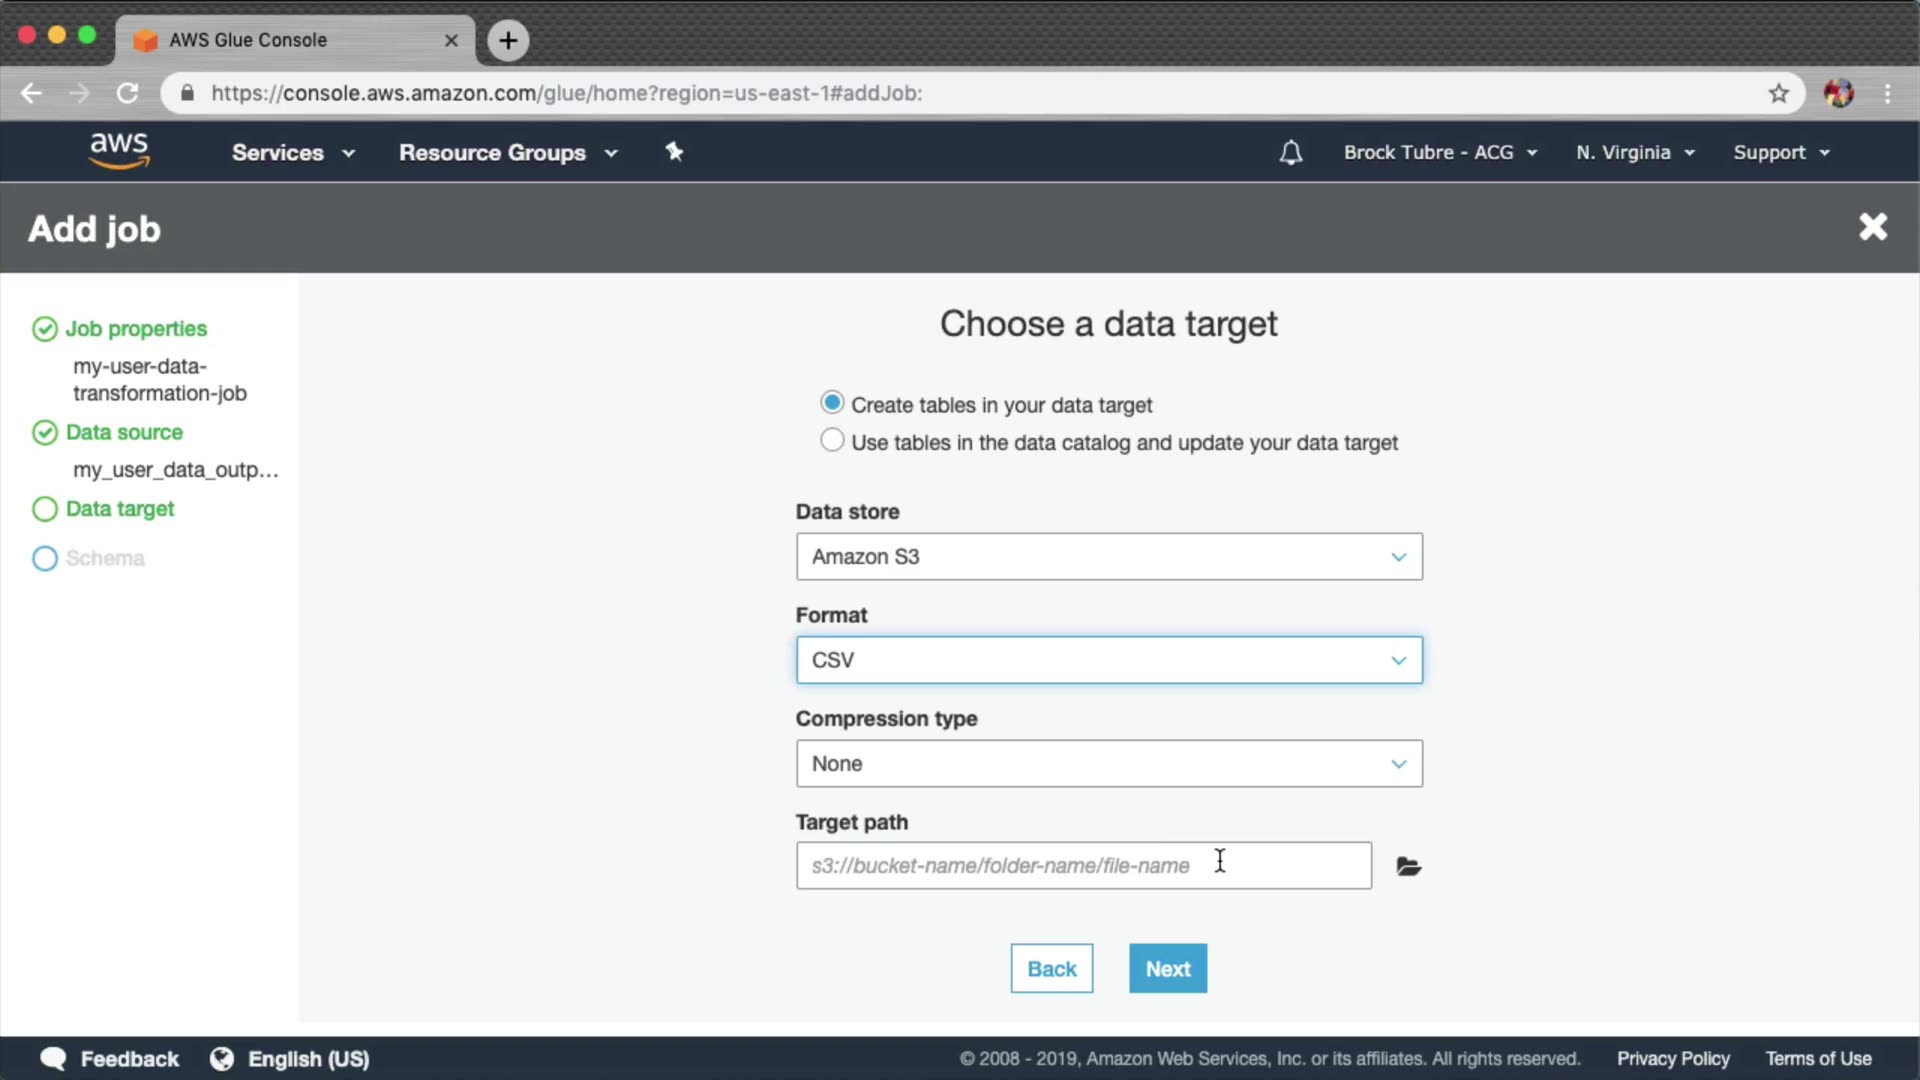 AWS Glue Console
https://console.aws.amazon.com/glue/home?region=us-east-1#addJob:
aws
Services
Resource Groups
Brock Tubre - ACG
N. Virginia
Support
Add job
Job properties
my-user-data-
transformation-job
Data source
my_user_data_outp...
Data target
Schema
Choose a data target
Create tables in your data target
Use tables in the data catalog and update your data target
Data store
Amazon S3
Format
CSV
Compression type
None
Target path
s3://bucket-name/folder-name/file-name
Back
Next
Feedback
English (US)
© 2008 - 2019, Amazon Web Services, Inc. or its affiliates. All rights reserved.
Privacy Policy
Terms of Use